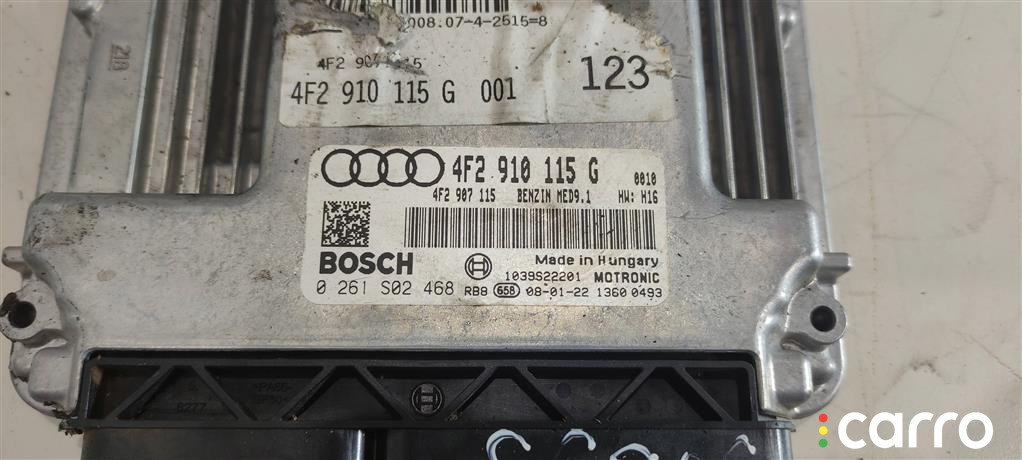 008.07-4-2515=8
4F2 907 115
4F2 910 115 G 001
123
218
4F2 910 115 G
0010
4F2 907 115 BENZIN MED9.1 HW: H16
Made in Hungary
BOSCH
1039S22201 MOTRONIC
0 261 S02 468 RB8 658 08-01-22 1360 0493
8277
carro